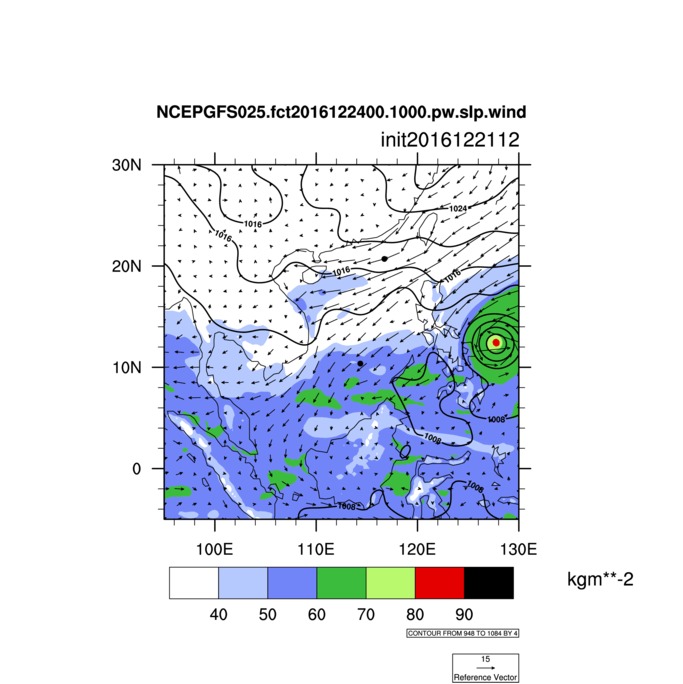 NCEPGFS025.fct2016122400.1000.pw.slp.wind
init2016122112
30N
1024
1016
1016
20N
1016
1016
10N
1008
1008
0
1008
1008
100E 110E 120E 130E
kgm**-2
40 50 60 70 80 90
CONTOUR FROM 948 TO 1084 BY 4
15
Reference Vector